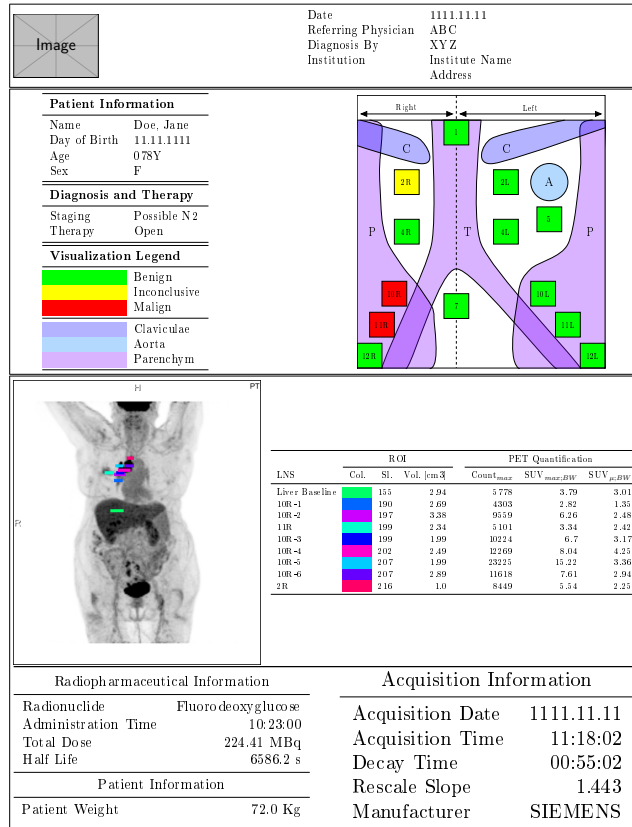 Image
Date 1111.11.11
Referring Physician ABC
Diagnosis By XYZ
Institution Institute Name
Address
Patient Information
Name Doe, Jane
Day of Birth 11.11.1111
Age 078Y
Sex F
Diagnosis and Therapy
Staging Possible N2
Therapy Open
Visualization Legend
Benign
Inconclusive
Malign
Claviculae
Aorta
Parenchym
Right Left
1
C C
2R 2L A
5
P 4R T 4L P
10R 7 10L
11R 11L
12R 12L
H PT
R
ROI PET Quantification
LNS Col. Sl. Vol. [cm3] Countmax SUVmax;BW SUVμ;BW
Liver Baseline 155 2.94 5778 3.79 3.01
10R-1 190 2.69 4303 2.82 1.35
10R-2 197 3.38 9559 6.26 2.48
11R 199 2.34 5101 3.34 2.42
10R-3 199 1.99 10224 6.7 3.17
10R-4 202 2.49 12269 8.04 4.25
10R-5 207 1.99 23225 15.22 3.36
10R-6 207 2.89 11618 7.61 2.94
2R 216 1.0 8449 5.54 2.25
Radiopharmaceutical Information
Radionuclide Fluorodeoxyglucose
Administration Time 10:23:00
Total Dose 224.41 MBq
Half Life 6586.2 s
Patient Information
Patient Weight 72.0 Kg
Acquisition Information
Acquisition Date 1111.11.11
Acquisition Time 11:18:02
Decay Time 00:55:02
Rescale Slope 1.443
Manufacturer SIEMENS